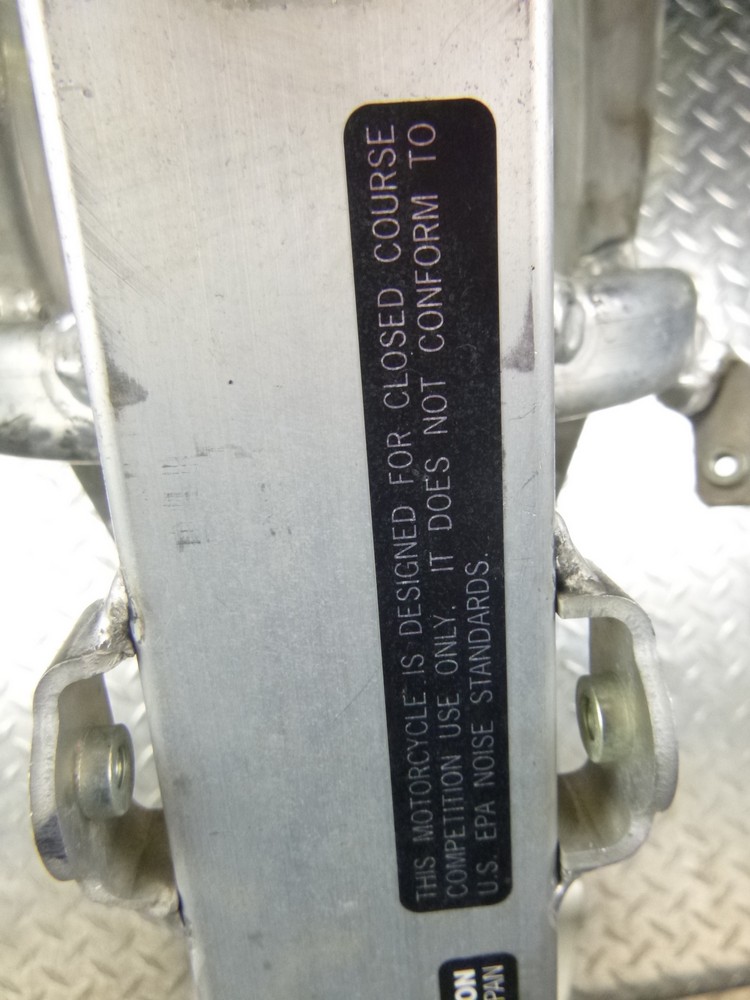 THIS MOTORCYCLE IS DESIGNED FOR CLOSED COURSE
COMPETITION USE ONLY. IT DOES NOT CONFORM TO
U.S. EPA NOISE STANDARDS.